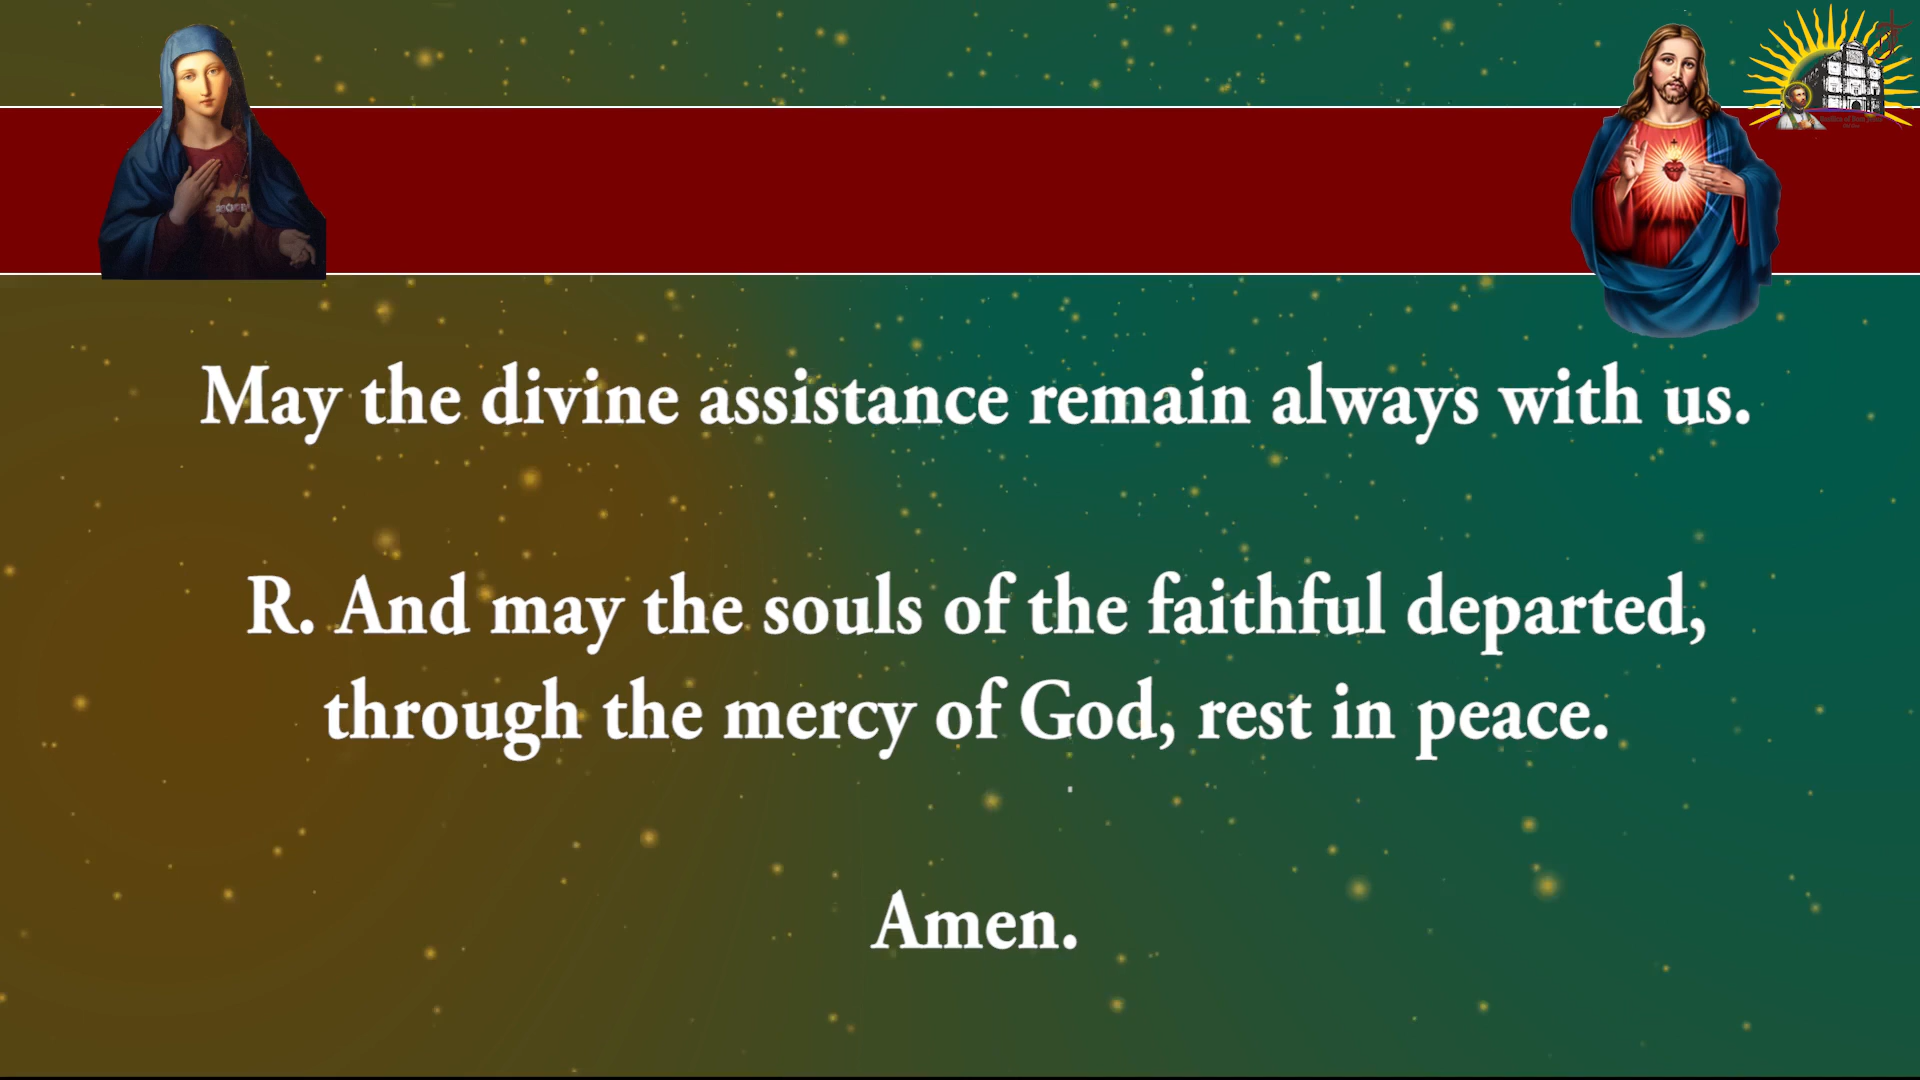 May the divine assistance remain always with us.
R. And may the souls of the faithful departed,
through the mercy of God, rest in peace.
Amen.